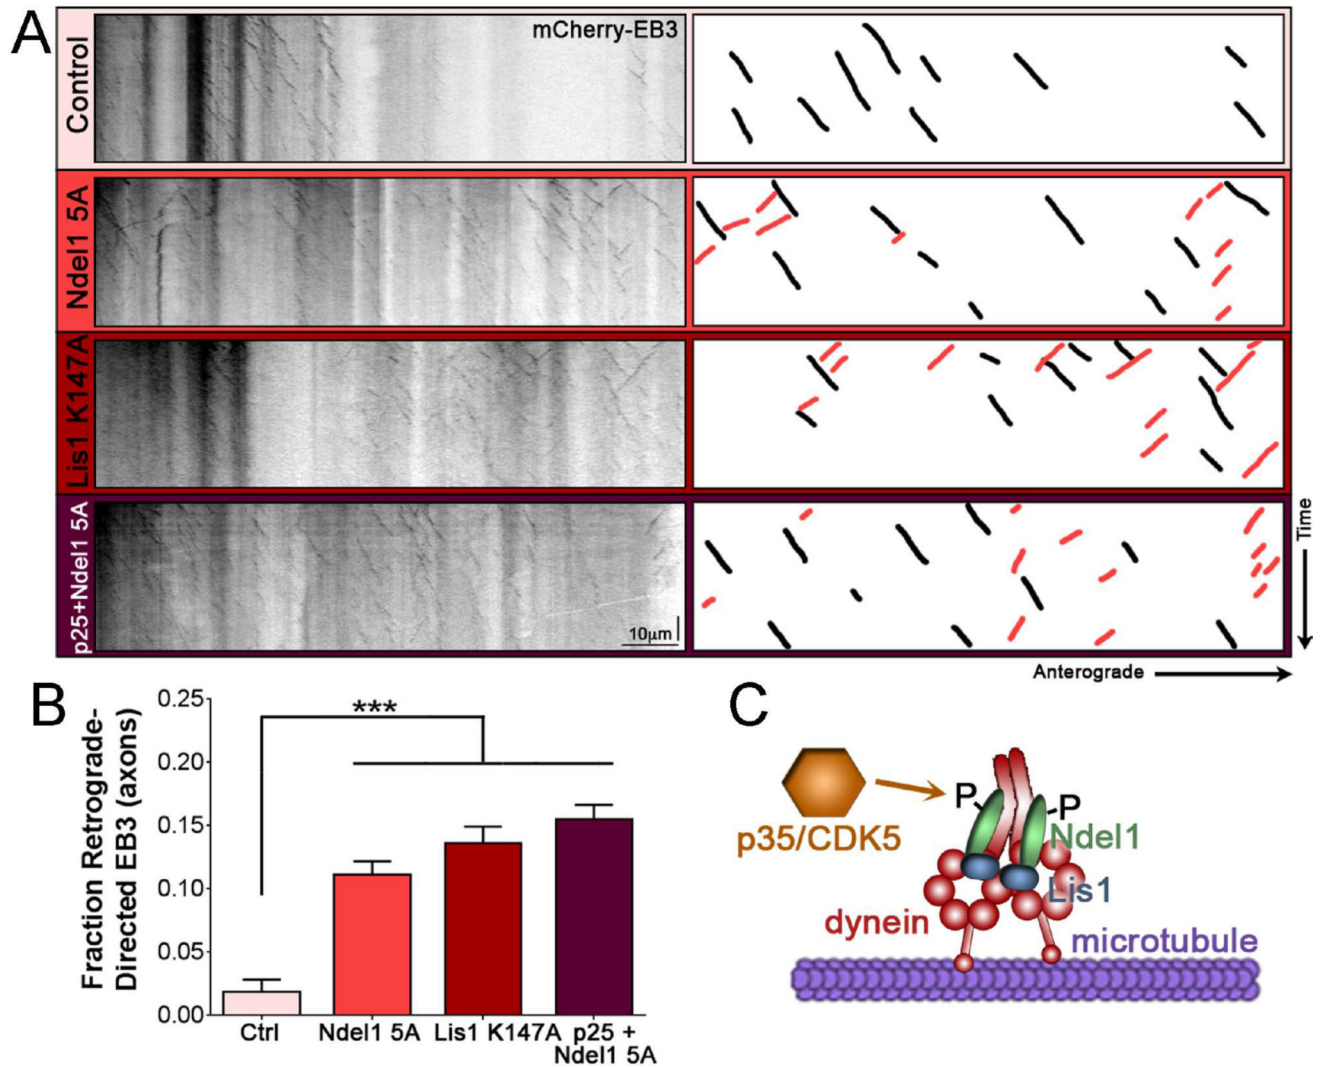 A
Control
mCherry-EB3
Ndel1 5A
Lis1 K147A
p25+Ndel1 5A
10μm
Time
Anterograde
B
Fraction Retrograde-
Directed EB3 (axons)
0.25
0.20
0.15
0.10
0.05
0.00
***
Ctrl
Ndel1 5A
Lis1 K147A
p25 +
Ndel1 5A
C
p35/CDK5
P
P
Ndel1
Lis1
dynein
microtubule